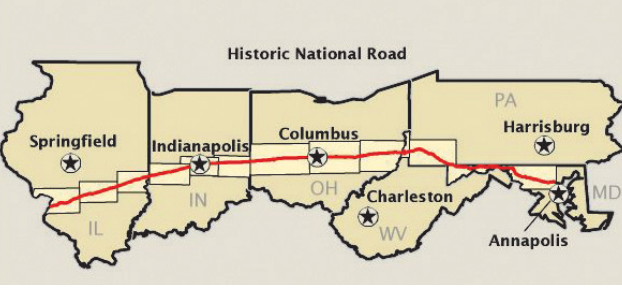 Historic National Road
PA
Springfield
Indianapolis
Columbus
Harrisburg
IL
IN
OH
Charleston
WV
MD
Annapolis